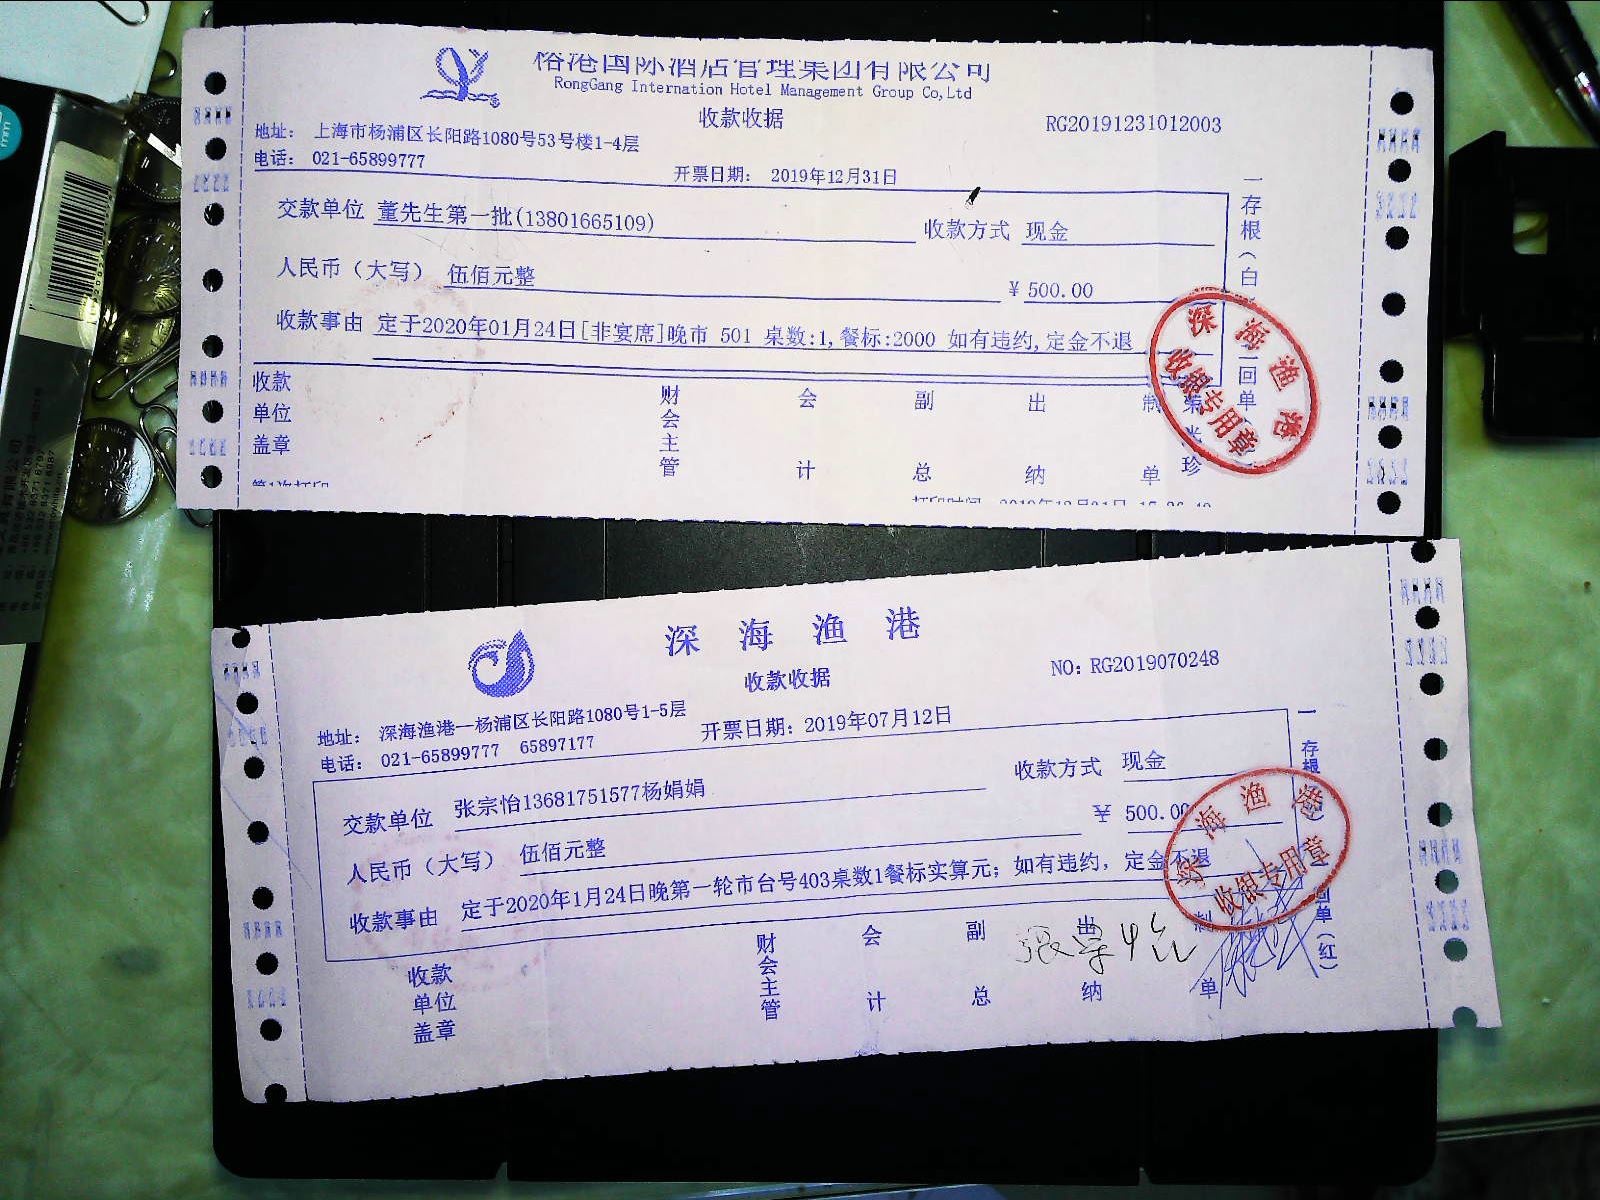 榕港国际酒店管理集团有限公司
RongGang Internation Hotel Management Group Co,Ltd
收款收据
RG20191231012003
地址： 上海市杨浦区长阳路1080号53号楼1-4层
电话： 021-65899777
开票日期： 2019年12月31日
交款单位 董先生第一批(13801665109)
收款方式 现金
人民币（大写） 伍佰元整
¥ 500.00
收款事由 定于2020年01月24日[非宴席]晚市 501 桌数:1,餐标:2000 如有违约,定金不退
一存根（白
二回单（
收款单位盖章
财会主管
会计
副总
出纳
制单
深海渔港
收银专用章
第1次打印
深海渔港
收款收据
NO: RG2019070248
地址： 深海渔港--杨浦区长阳路1080号1-5层
电话： 021-65899777 65897177
开票日期: 2019年07月12日
交款单位 张宗怡13681751577杨娟娟
收款方式 现金
人民币（大写） 伍佰元整
¥ 500.00
收款事由 定于2020年1月24日晚第一轮市台号403桌数1餐标实算元; 如有违约, 定金不退
一存根
回单（红）
收款单位盖章
财会主管
会计
副总
出纳
制单
深海渔港
收银专用章